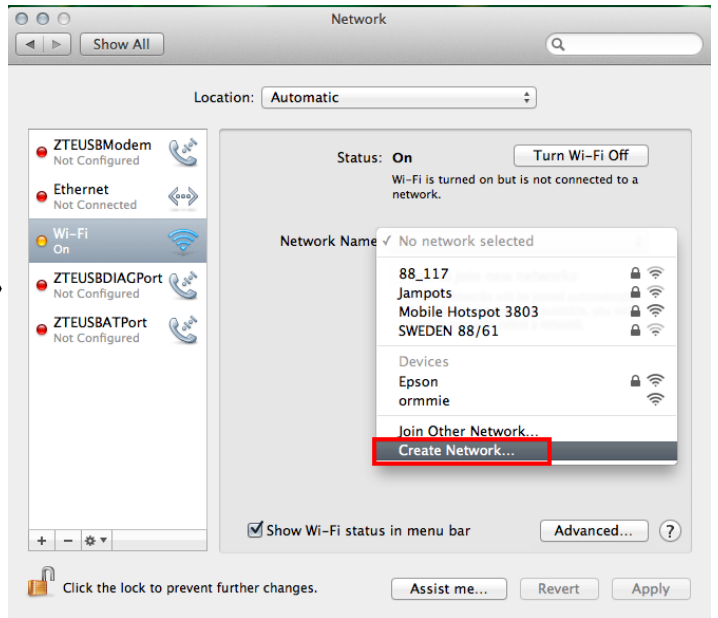 Network
Show All
Location: Automatic
ZTEUSBModem
Not Configured
Ethernet
Not Connected
Wi-Fi
On
ZTEUSBDIAGPort
Not Configured
ZTEUSBATPort
Not Configured
Status: On
Turn Wi-Fi Off
Wi-Fi is turned on but is not connected to a
network.
Network Name
✓ No network selected
88_117
Jampots
Mobile Hotspot 3803
SWEDEN 88/61
Devices
Epson
ormmie
Join Other Network...
Create Network...
Show Wi-Fi status in menu bar
Advanced...
?
+ −
Click the lock to prevent further changes.
Assist me...
Revert
Apply